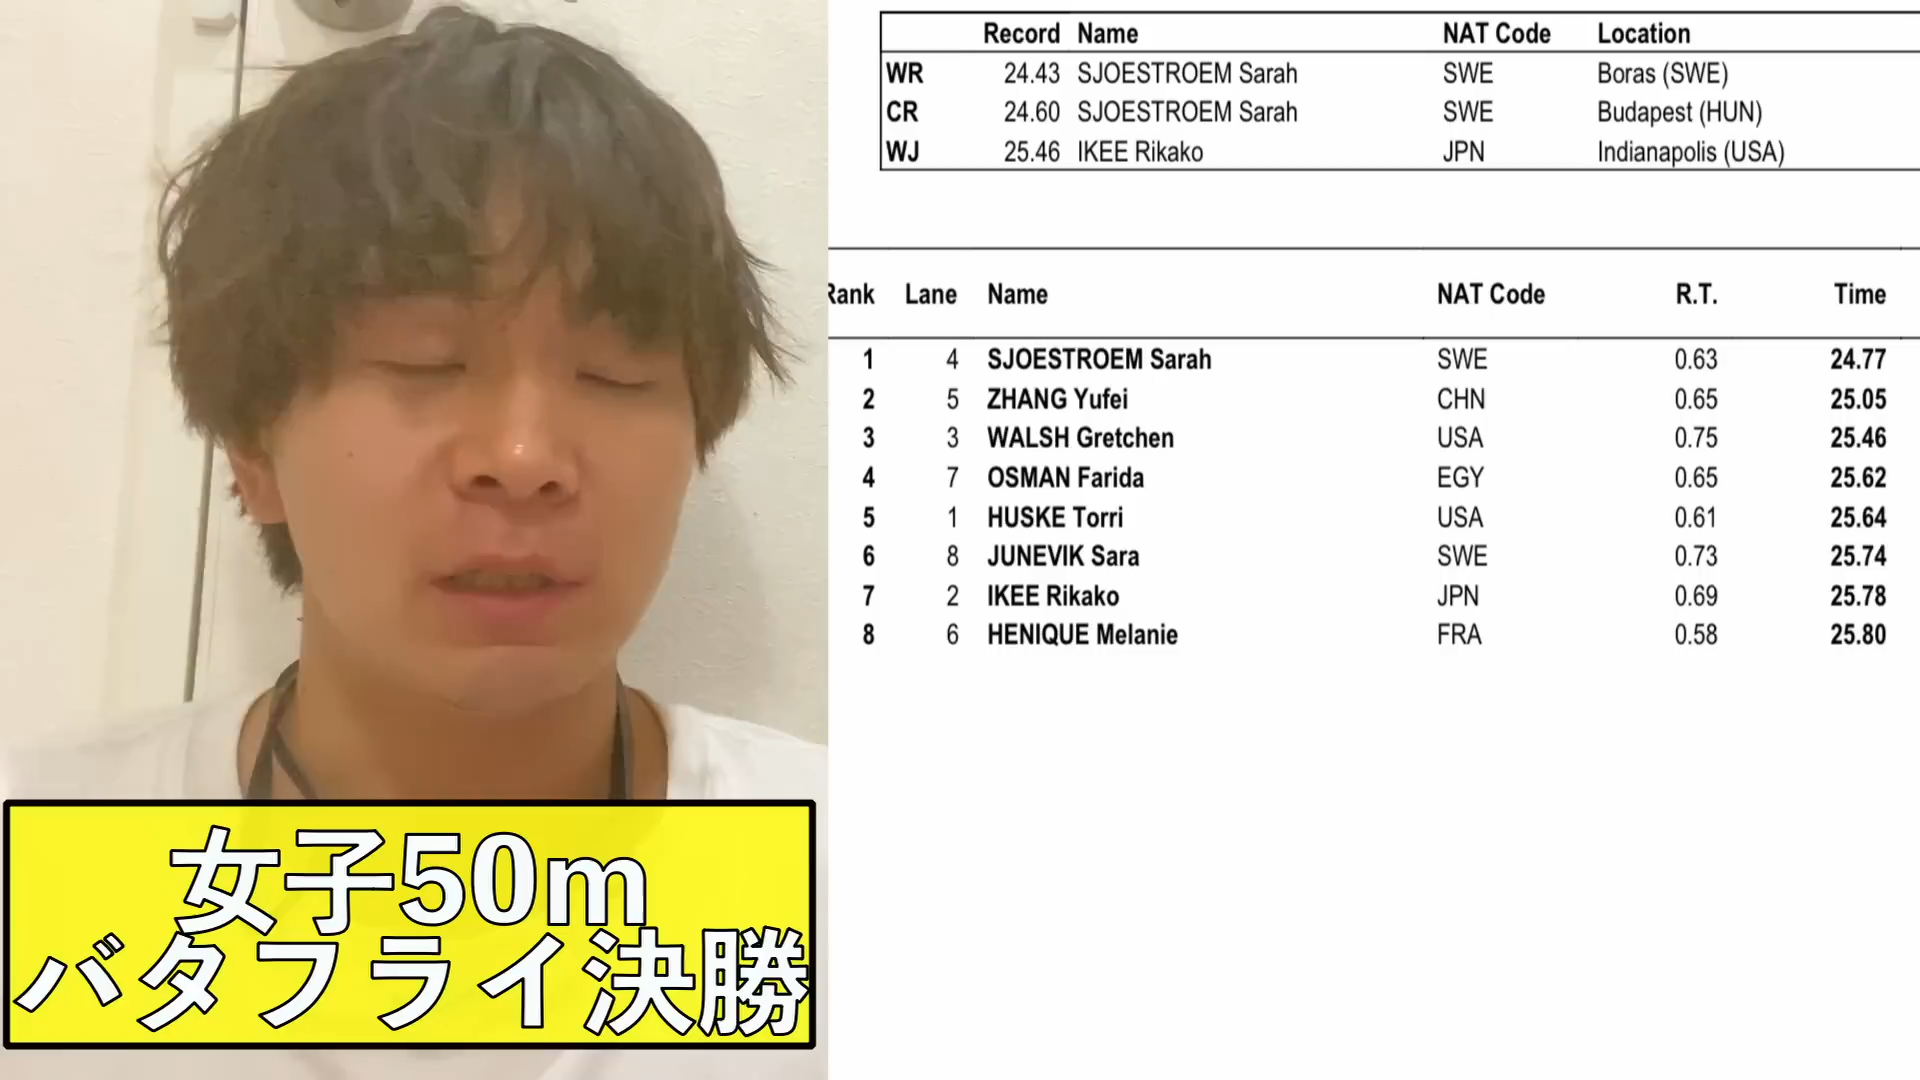 Record Name NAT Code Location
WR 24.43 SJOESTROEM Sarah SWE Boras (SWE)
CR 24.60 SJOESTROEM Sarah SWE Budapest (HUN)
WJ 25.46 IKEE Rikako JPN Indianapolis (USA)
Rank Lane Name NAT Code R.T. Time
1 4 SJOESTROEM Sarah SWE 0.63 24.77
2 5 ZHANG Yufei CHN 0.65 25.05
3 3 WALSH Gretchen USA 0.75 25.46
4 7 OSMAN Farida EGY 0.65 25.62
5 1 HUSKE Torri USA 0.61 25.64
6 8 JUNEVIK Sara SWE 0.73 25.74
7 2 IKEE Rikako JPN 0.69 25.78
8 6 HENIQUE Melanie FRA 0.58 25.80
女子50m
バタフライ決勝